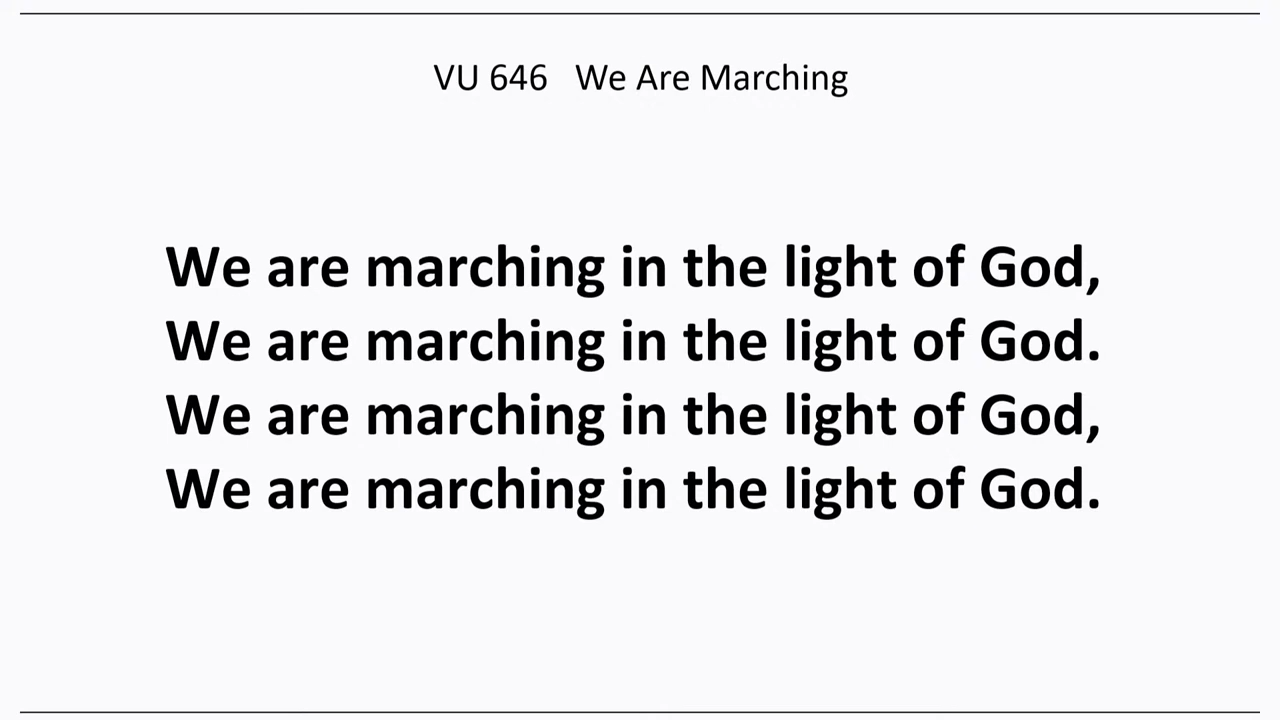 VU 646 We Are Marching
We are marching in the light of God,
We are marching in the light of God.
We are marching in the light of God,
We are marching in the light of God.